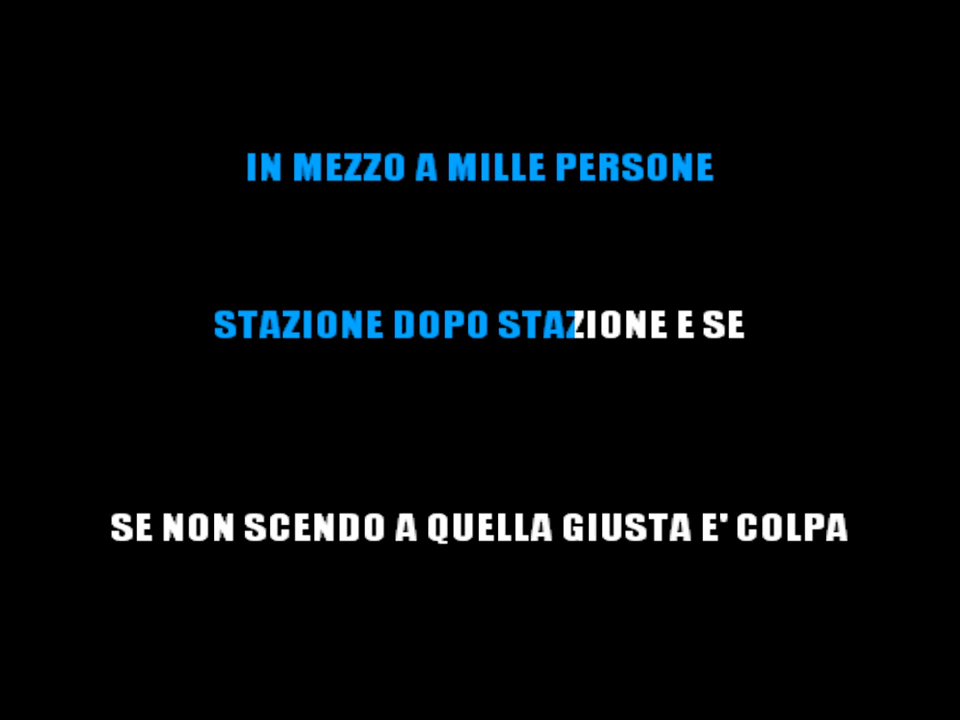 IN MEZZO A MILLE PERSONE
STAZIONE DOPO STAZIONE E SE
SE NON SCENDO A QUELLA GIUSTA E' COLPA